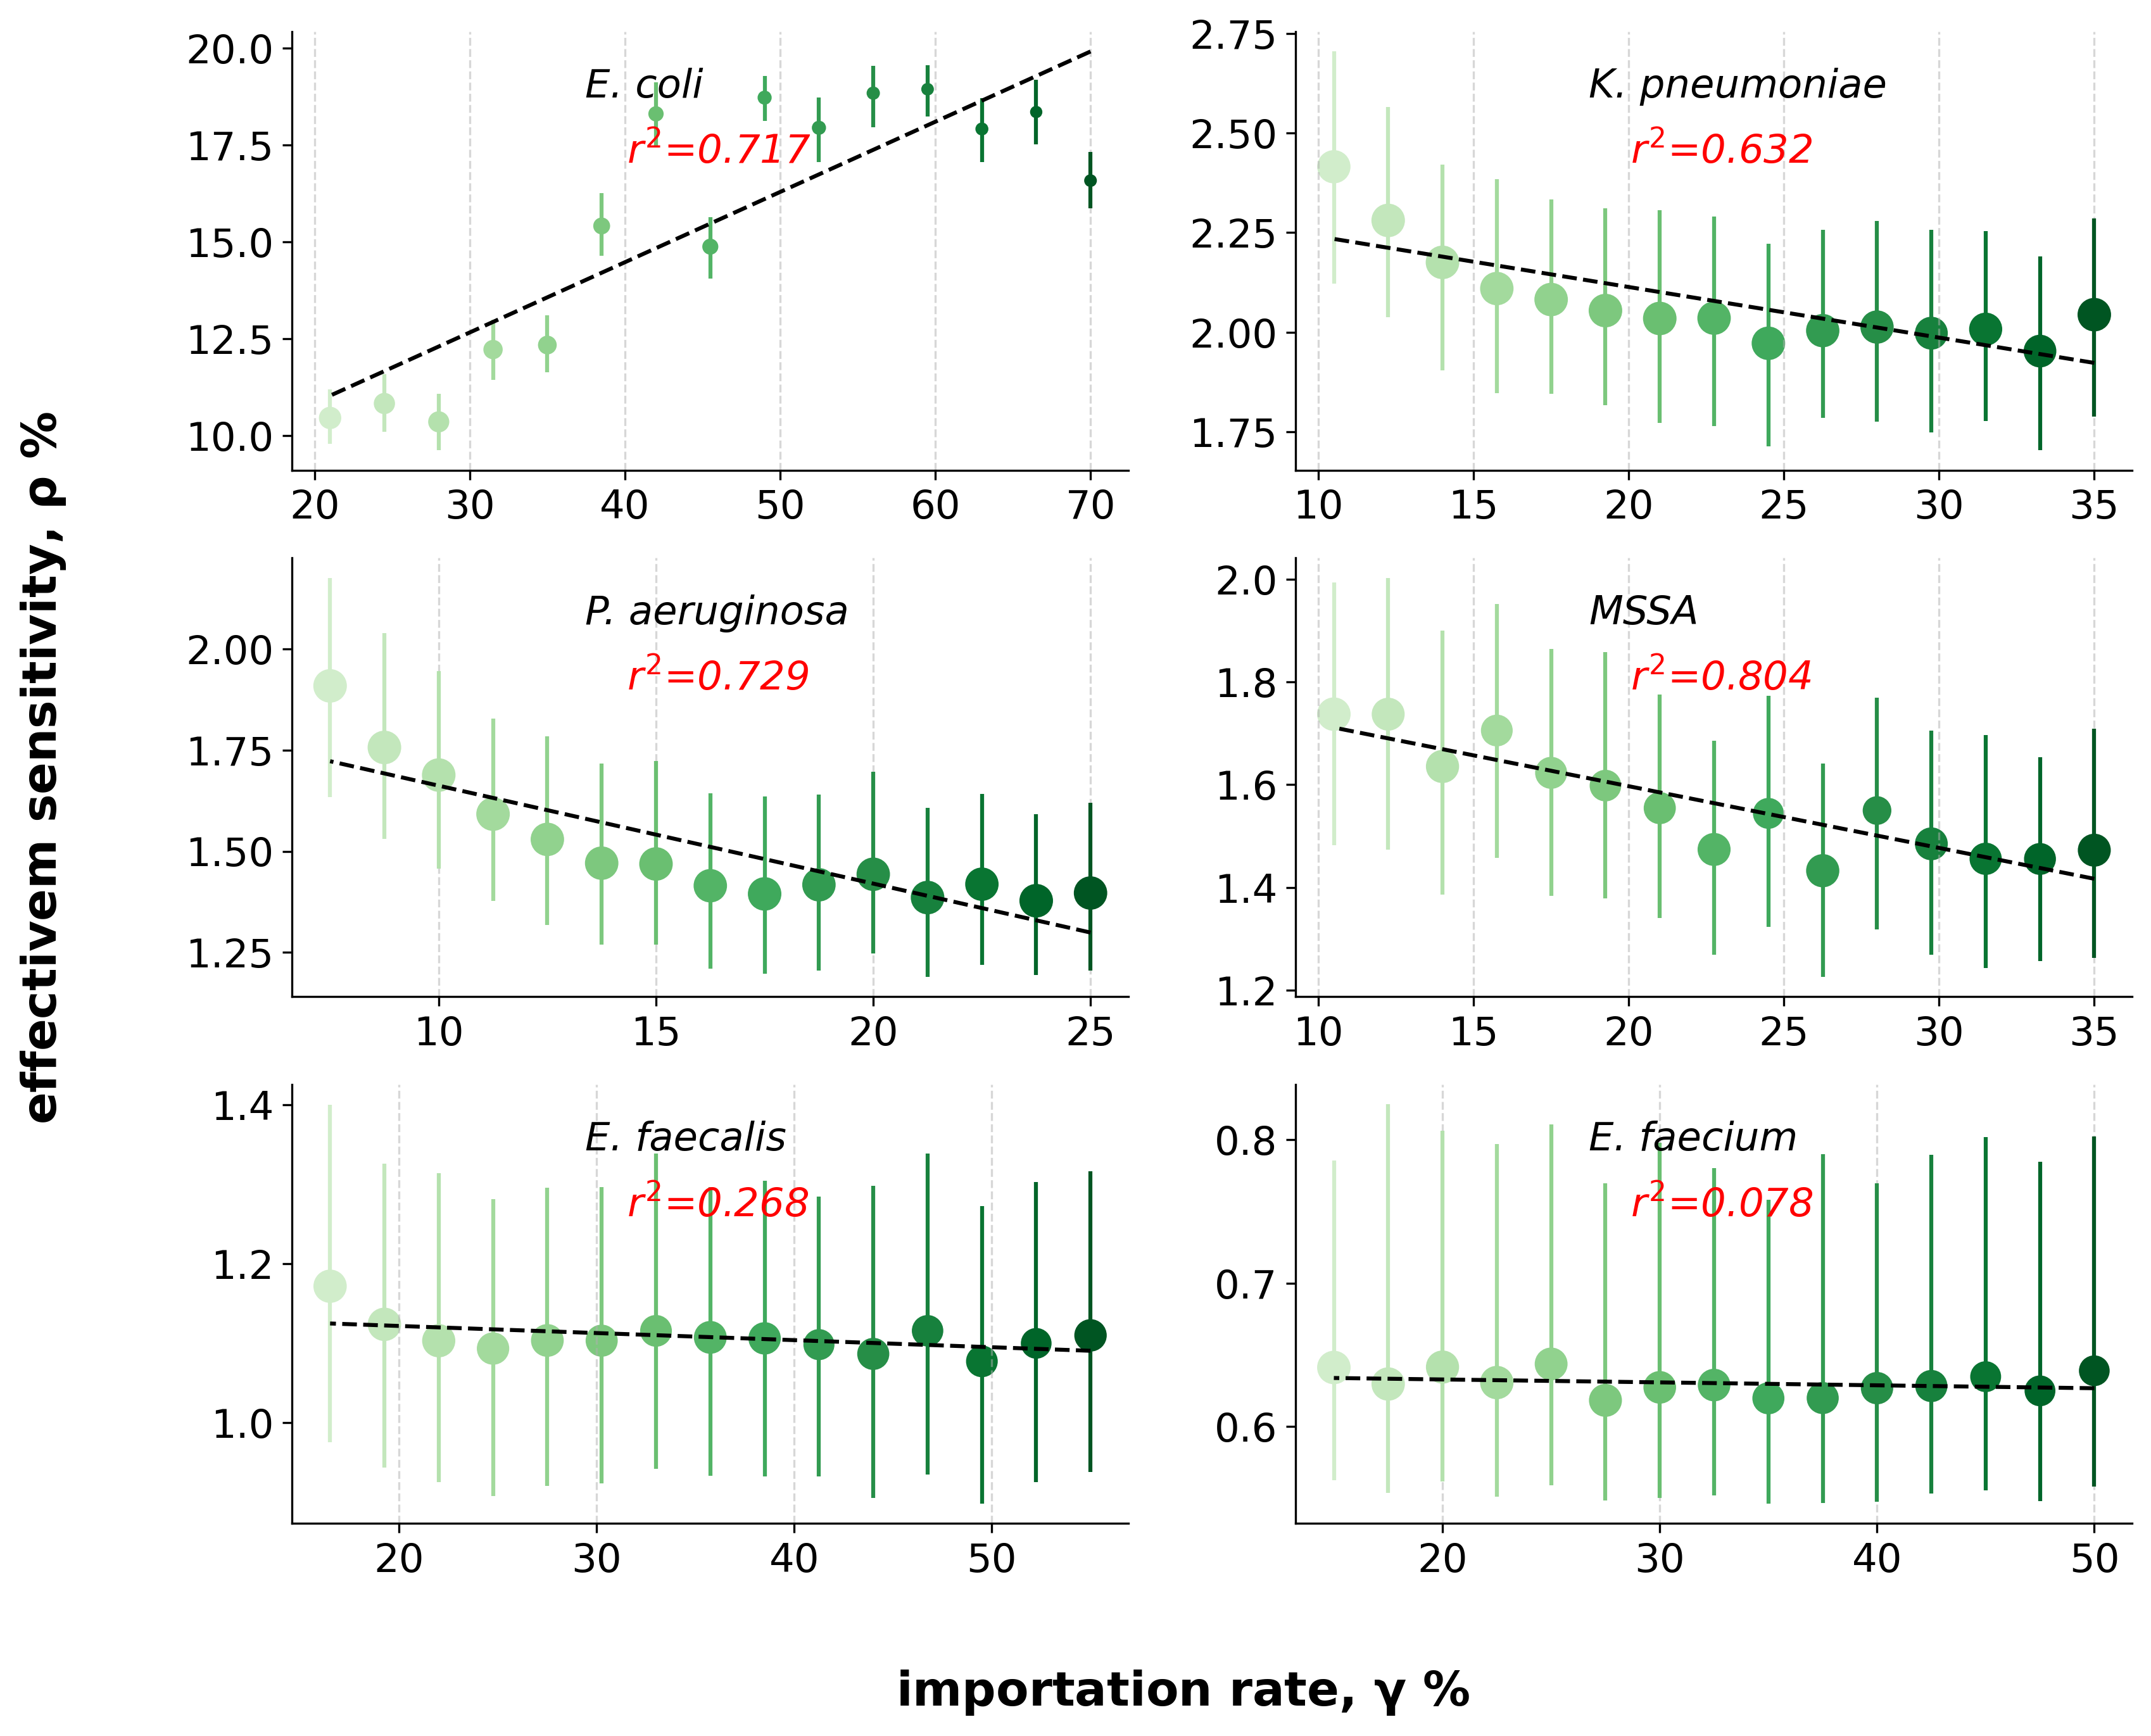 effectivem sensitivity, ρ %
E. coli
r²=0.717
20.0
17.5
15.0
12.5
10.0
20 30 40 50 60 70
K. pneumoniae
r²=0.632
2.75
2.50
2.25
2.00
1.75
10 15 20 25 30 35
P. aeruginosa
r²=0.729
2.00
1.75
1.50
1.25
10 15 20 25
MSSA
r²=0.804
2.0
1.8
1.6
1.4
1.2
10 15 20 25 30 35
E. faecalis
r²=0.268
1.4
1.2
1.0
20 30 40 50
E. faecium
r²=0.078
0.8
0.7
0.6
20 30 40 50
importation rate, γ %